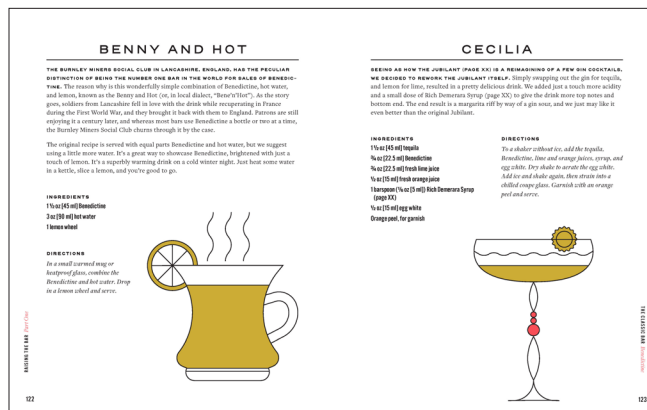 BENNY AND HOT
THE BURNLEY MINERS SOCIAL CLUB IN LANCASHIRE, ENGLAND, HAS THE PECULIAR
DISTINCTION OF BEING THE NUMBER ONE BAR IN THE WORLD FOR SALES OF BENEDIC-
TINE. The reason why is this wonderfully simple combination of Benedictine, hot water,
and lemon, known as the Benny and Hot (or, in local dialect, “Bene’n’Hot”). As the story
goes, soldiers from Lancashire fell in love with the drink while recuperating in France
during the First World War, and they brought it back with them to England. Patrons are still
enjoying it a century later, and whereas most bars use Benedictine a bottle or two at a time,
the Burnley Miners Social Club churns through it by the case.
The original recipe is served with equal parts Benedictine and hot water, but we suggest
using a little more water. It’s a great way to showcase Benedictine, brightened with just a
touch of lemon. It’s a superbly warming drink on a cold winter night. Just heat some water
in a kettle, slice a lemon, and you’re good to go.
INGREDIENTS
1 ½ oz [45 ml] Benedictine
3 oz [90 ml] hot water
1 lemon wheel
DIRECTIONS
In a small warmed mug or
heatproof glass, combine the
Benedictine and hot water. Drop
in a lemon wheel and serve.
RAISING THE BAR Part One
122
CECILIA
SEEING AS HOW THE JUBILANT (PAGE XX) IS A REIMAGINING OF A FEW GIN COCKTAILS,
WE DECIDED TO REWORK THE JUBILANT ITSELF. Simply swapping out the gin for tequila,
and lemon for lime, resulted in a pretty delicious drink. We added just a touch more acidity
and a small dose of Rich Demerara Syrup (page XX) to give the drink more top notes and
bottom end. The end result is a margarita riff by way of a gin sour, and we just may like it
even better than the original Jubilant.
INGREDIENTS
1 ½ oz [45 ml] tequila
¾ oz [22.5 ml] Benedictine
¾ oz [22.5 ml] fresh lime juice
½ oz [15 ml] fresh orange juice
1 barspoon (⅙ oz [5 ml]) Rich Demerara Syrup
(page XX)
½ oz [15 ml] egg white
Orange peel, for garnish
DIRECTIONS
To a shaker without ice, add the tequila,
Benedictine, lime and orange juices, syrup, and
egg white. Dry shake to aerate the egg white.
Add ice and shake again, then strain into a
chilled coupe glass. Garnish with an orange
peel and serve.
THE CLASSIC BAR Benedictine
123